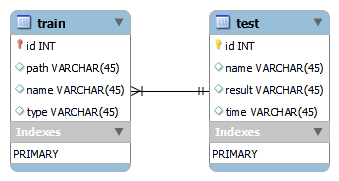 train
id INT
path VARCHAR(45)
name VARCHAR(45)
type VARCHAR(45)
Indexes
PRIMARY
test
id INT
name VARCHAR(45)
result VARCHAR(45)
time VARCHAR(45)
Indexes
PRIMARY